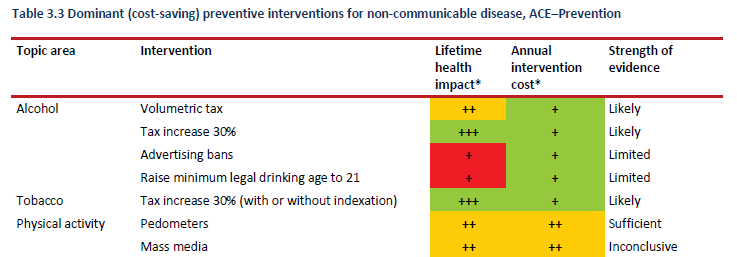 Table 3.3 Dominant (cost-saving) preventive interventions for non-communicable disease, ACE–Prevention
Topic area Intervention Lifetime health impact* Annual intervention cost* Strength of evidence
Alcohol Volumetric tax ++ + Likely
Tax increase 30% +++ + Likely
Advertising bans + + Limited
Raise minimum legal drinking age to 21 + + Limited
Tobacco Tax increase 30% (with or without indexation) +++ + Likely
Physical activity Pedometers ++ ++ Sufficient
Mass media ++ ++ Inconclusive